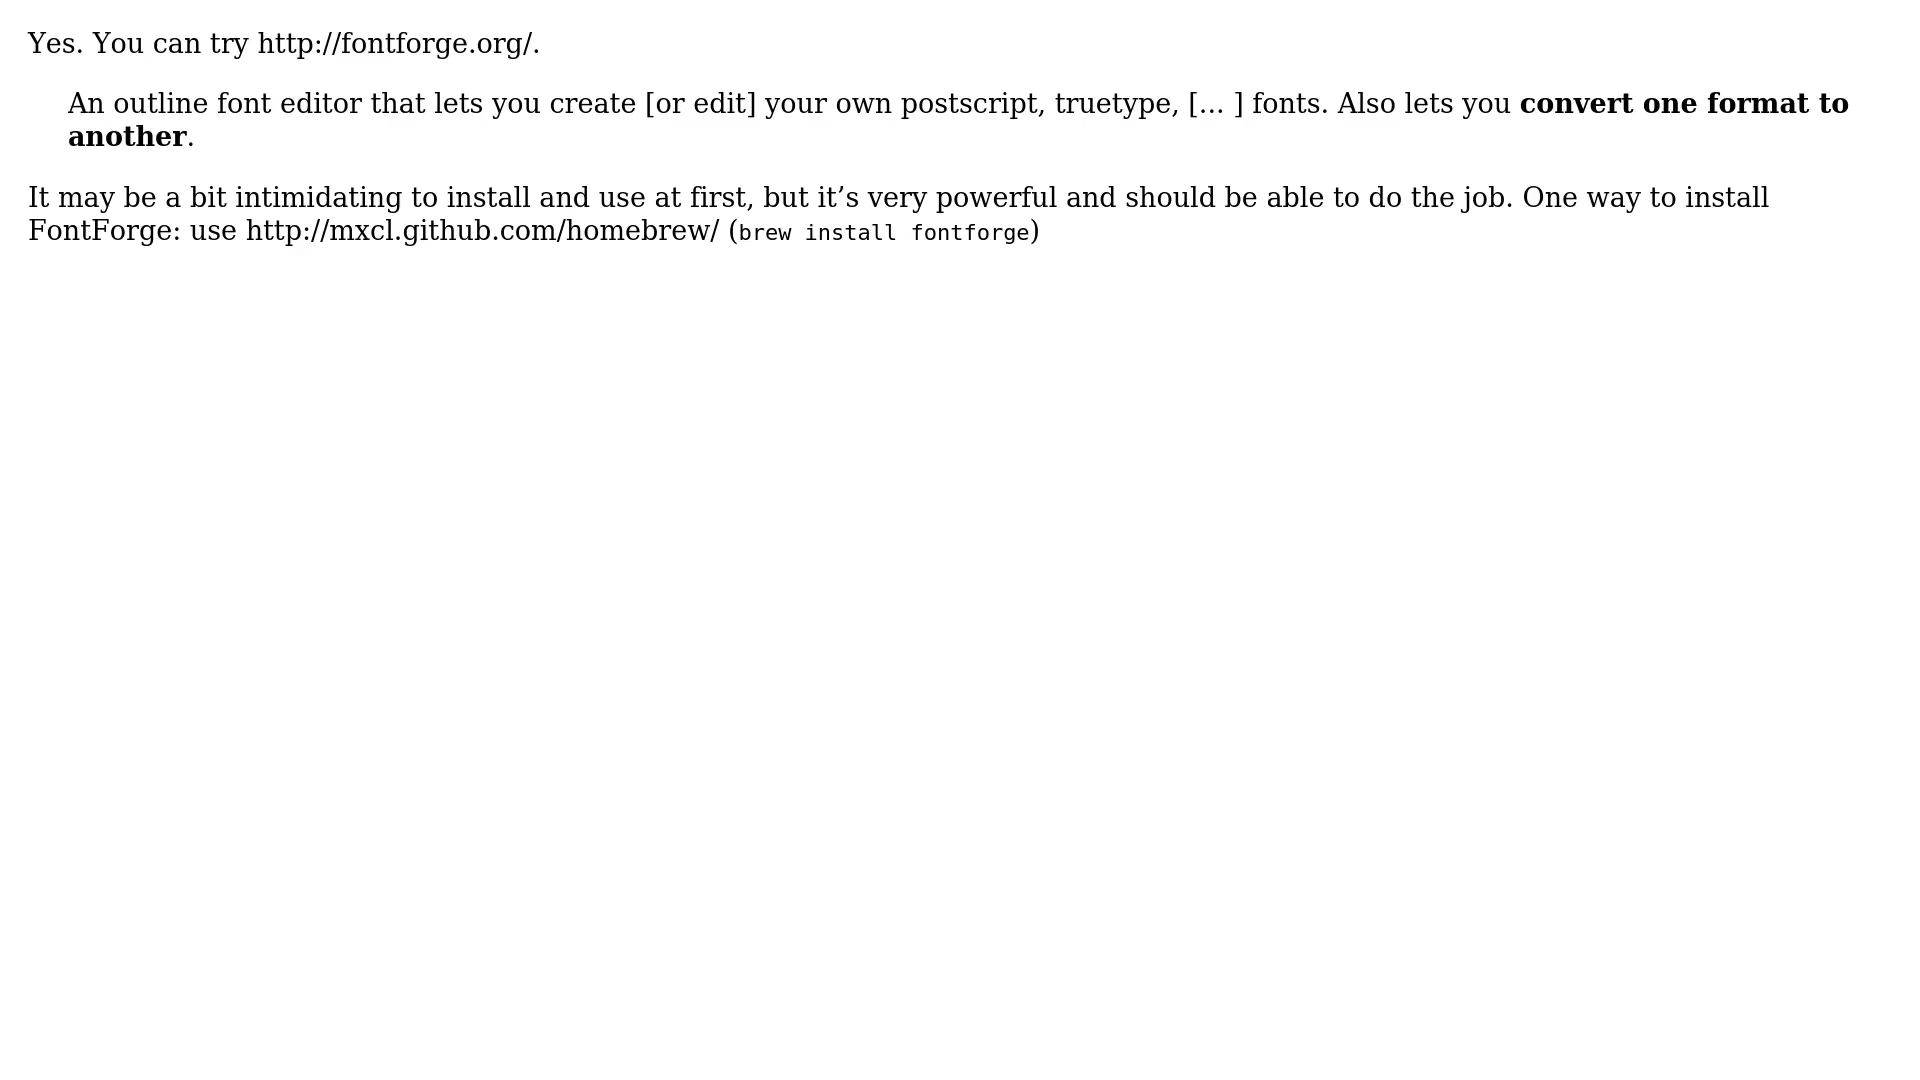 Yes. You can try http://fontforge.org/.
An outline font editor that lets you create [or edit] your own postscript, truetype, [... ] fonts. Also lets you convert one format to
another.
It may be a bit intimidating to install and use at first, but it’s very powerful and should be able to do the job. One way to install
FontForge: use http://mxcl.github.com/homebrew/ (brew install fontforge)